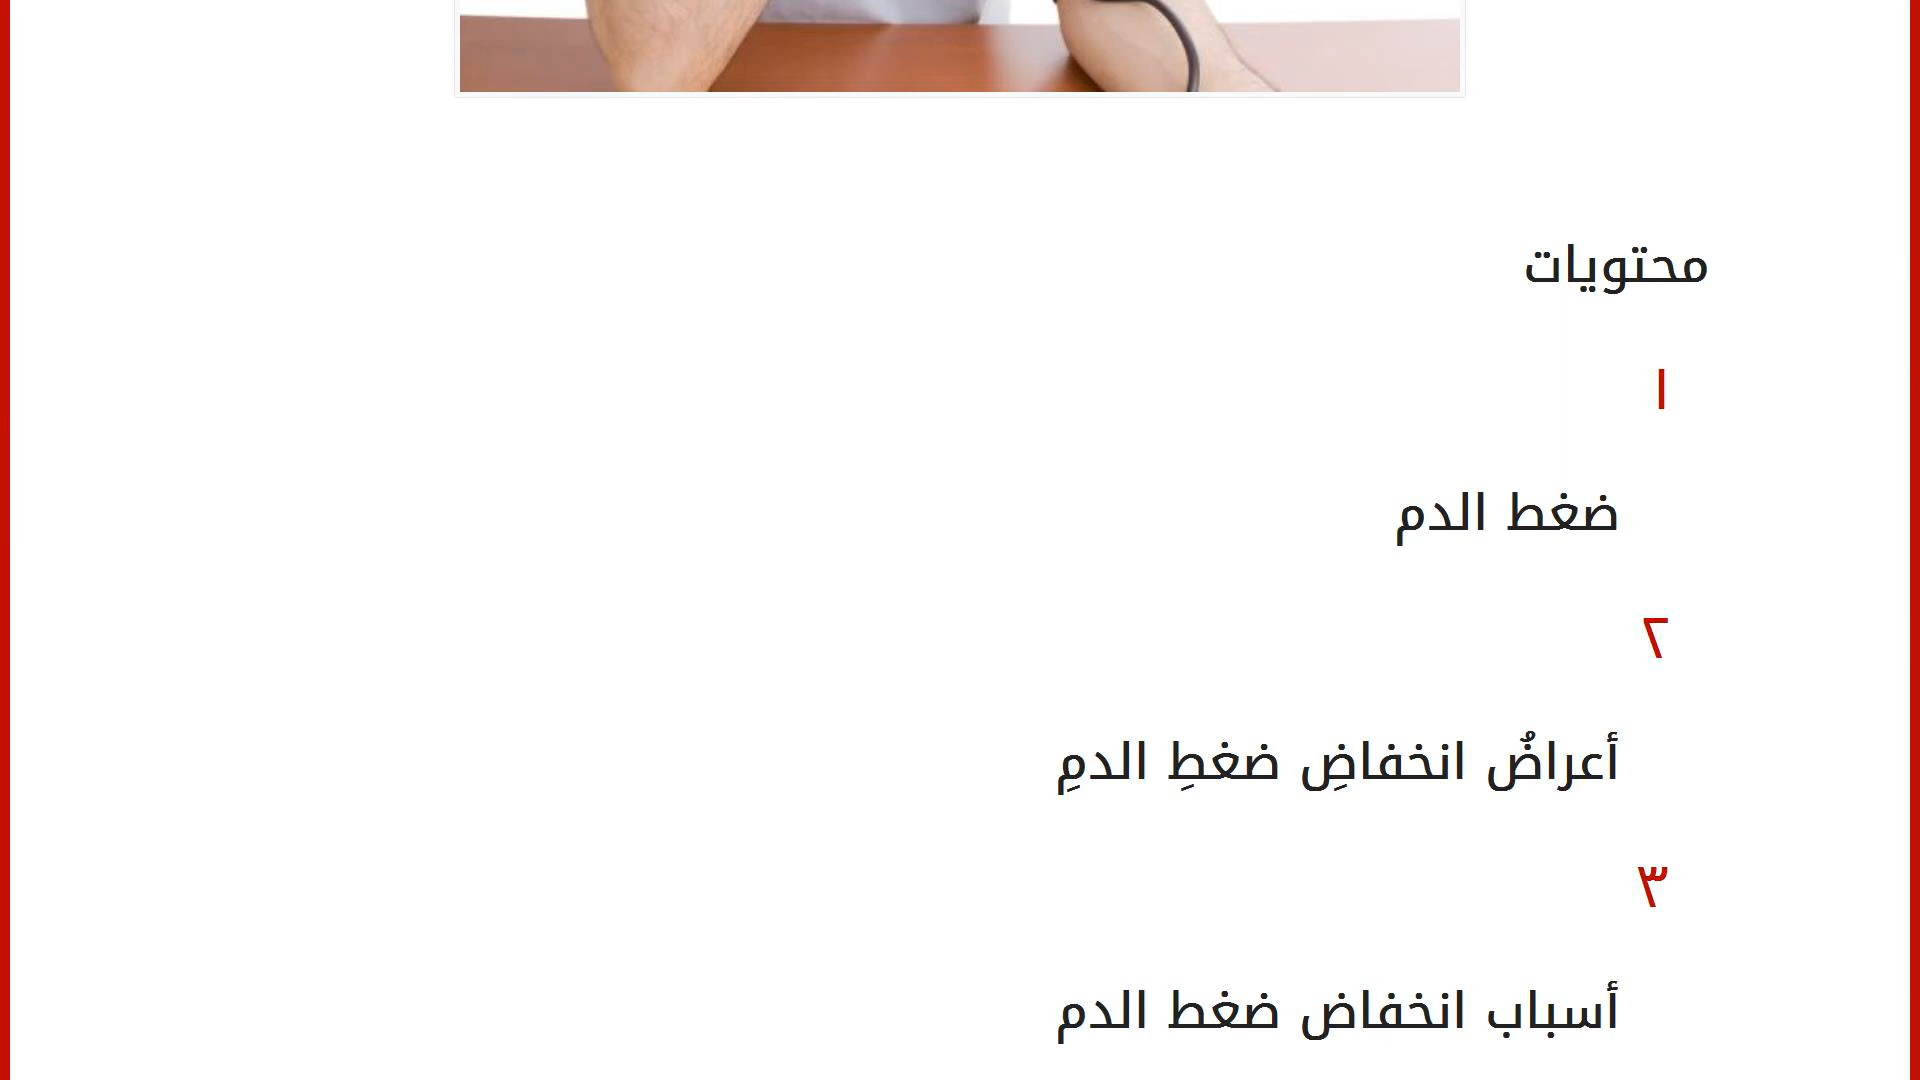 محتويات
١
ضغط الدم
٢
أعراضُ انخفاضِ ضغطِ الدمِ
٣
أسباب انخفاض ضغط الدم